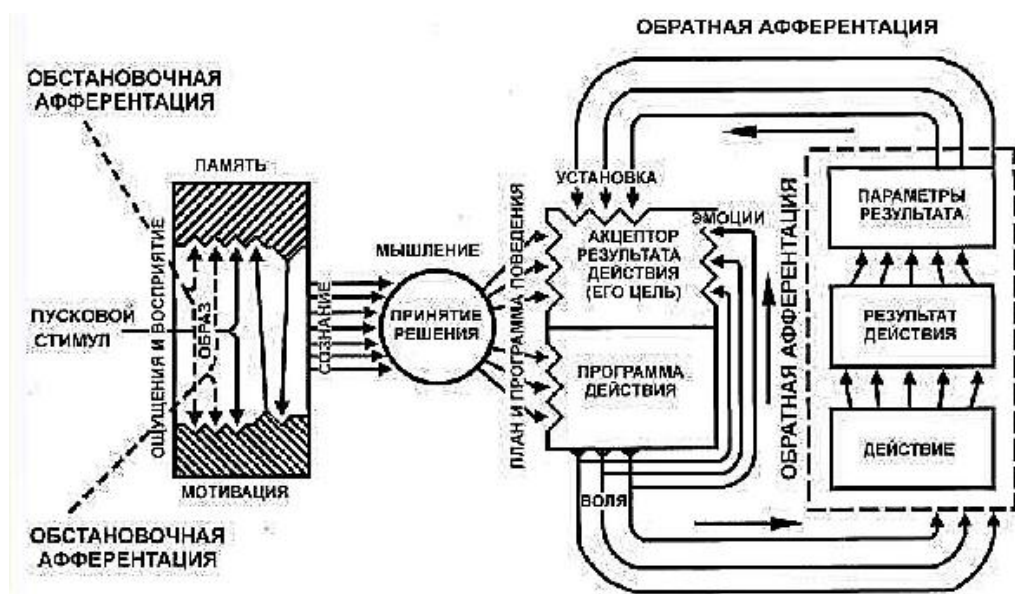 ОБРАТНАЯ АФФЕРЕНТАЦИЯ
ОБСТАНОВОЧНАЯ
АФФЕРЕНТАЦИЯ
ПАМЯТЬ
ОЩУЩЕНИЯ И ВОСПРИЯТИЕ
ОБРАЗ
ПУСКОВОЙ
СТИМУЛ
МОТИВАЦИЯ
ОБСТАНОВОЧНАЯ
АФФЕРЕНТАЦИЯ
СОЗНАНИЕ
МЫШЛЕНИЕ
ПРИНЯТИЕ
РЕШЕНИЯ
ПЛАН И ПРОГРАММА ПОВЕДЕНИЯ
УСТАНОВКА
ЭМОЦИИ
АКЦЕПТОР
РЕЗУЛЬТАТА
ДЕЙСТВИЯ
(ЕГО ЦЕЛЬ)
ПРОГРАММА
ДЕЙСТВИЯ
ВОЛЯ
ОБРАТНАЯ АФФЕРЕНТАЦИЯ
ПАРАМЕТРЫ
РЕЗУЛЬТАТА
РЕЗУЛЬТАТ
ДЕЙСТВИЯ
ДЕЙСТВИЕ